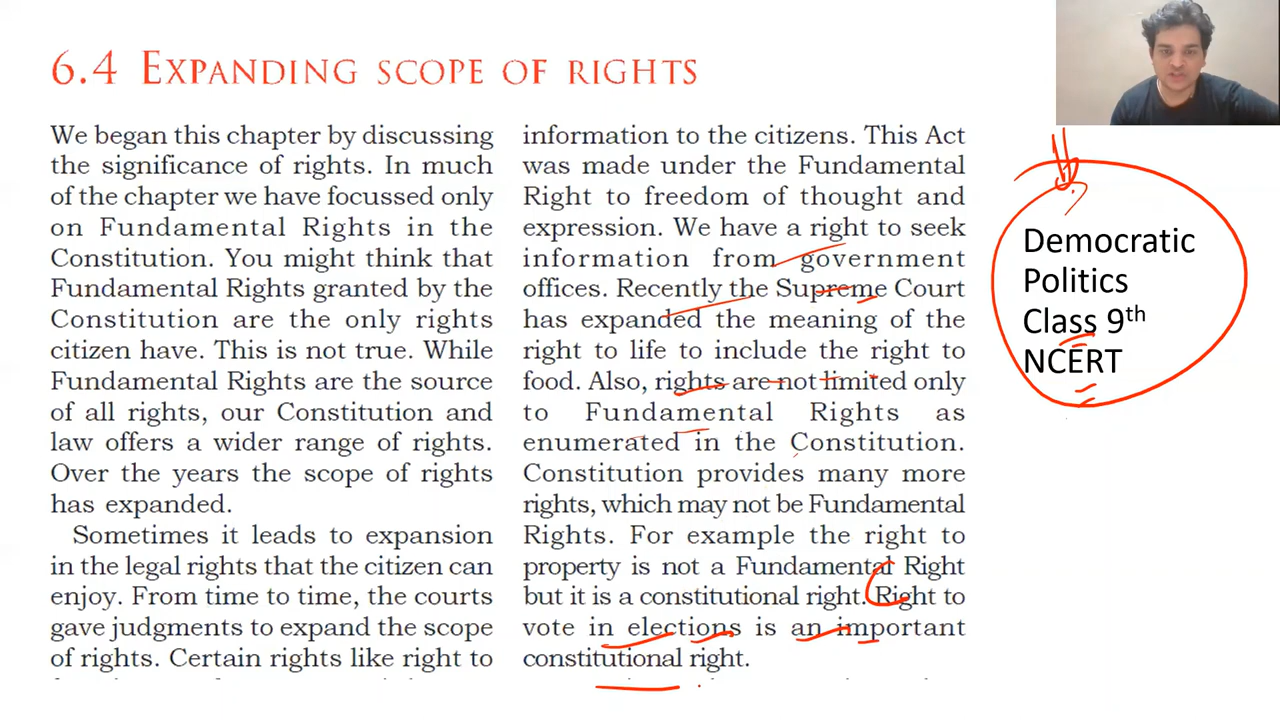 6.4 EXPANDING SCOPE OF RIGHTS
We began this chapter by discussing
the significance of rights. In much
of the chapter we have focussed only
on Fundamental Rights in the
Constitution. You might think that
Fundamental Rights granted by the
Constitution are the only rights
citizen have. This is not true. While
Fundamental Rights are the source
of all rights, our Constitution and
law offers a wider range of rights.
Over the years the scope of rights
has expanded.
Sometimes it leads to expansion
in the legal rights that the citizen can
enjoy. From time to time, the courts
gave judgments to expand the scope
of rights. Certain rights like right to
information to the citizens. This Act
was made under the Fundamental
Right to freedom of thought and
expression. We have a right to seek
information from government
offices. Recently the Supreme Court
has expanded the meaning of the
right to life to include the right to
food. Also, rights are not limited only
to Fundamental Rights as
enumerated in the Constitution.
Constitution provides many more
rights, which may not be Fundamental
Rights. For example the right to
property is not a Fundamental Right
but it is a constitutional right. Right to
vote in elections is an important
constitutional right.
Democratic
Politics
Class 9th
NCERT